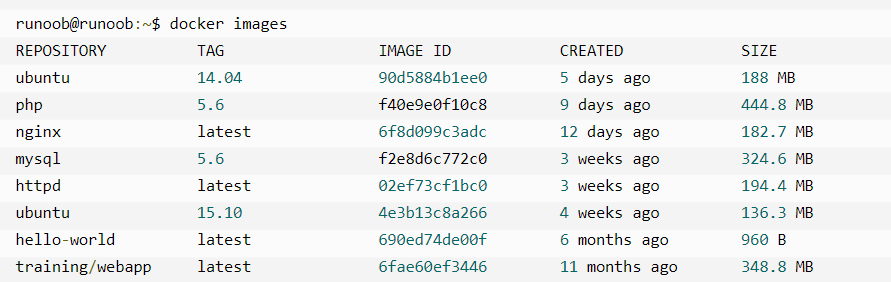 runoob@runoob:~$ docker images
REPOSITORY TAG IMAGE ID CREATED SIZE
ubuntu 14.04 90d5884b1ee0 5 days ago 188 MB
php 5.6 f40e9e0f10c8 9 days ago 444.8 MB
nginx latest 6f8d099c3adc 12 days ago 182.7 MB
mysql 5.6 f2e8d6c772c0 3 weeks ago 324.6 MB
httpd latest 02ef73cf1bc0 3 weeks ago 194.4 MB
ubuntu 15.10 4e3b13c8a266 4 weeks ago 136.3 MB
hello-world latest 690ed74de00f 6 months ago 960 B
training/webapp latest 6fae60ef3446 11 months ago 348.8 MB